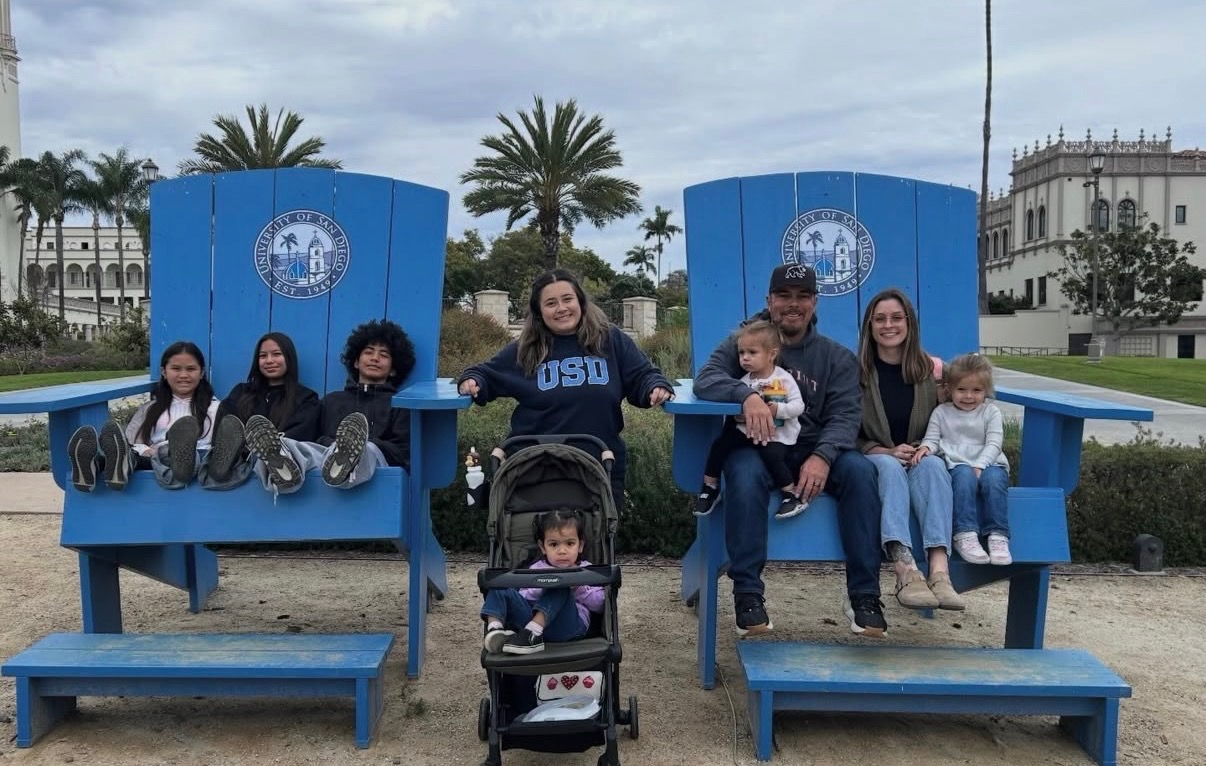 UNIVERSITY OF SAN DIEGO
EST. 1949
UNIVERSITY OF SAN DIEGO
EST. 1949
USD